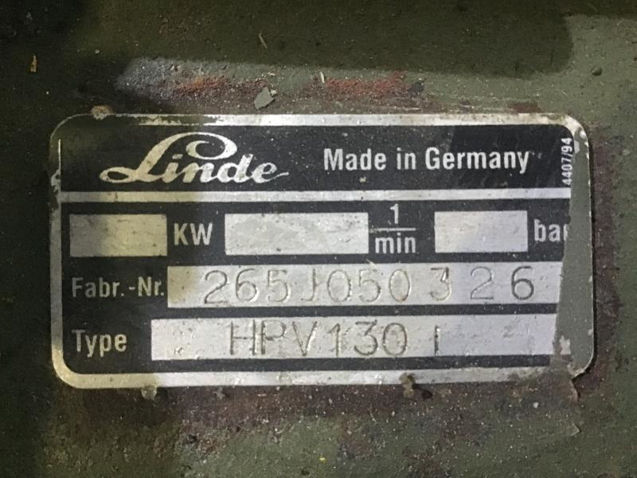 Linde Made in Germany
4407/94
KW 1/min bar
Fabr.-Nr. 265J050326
Type HPV130 I